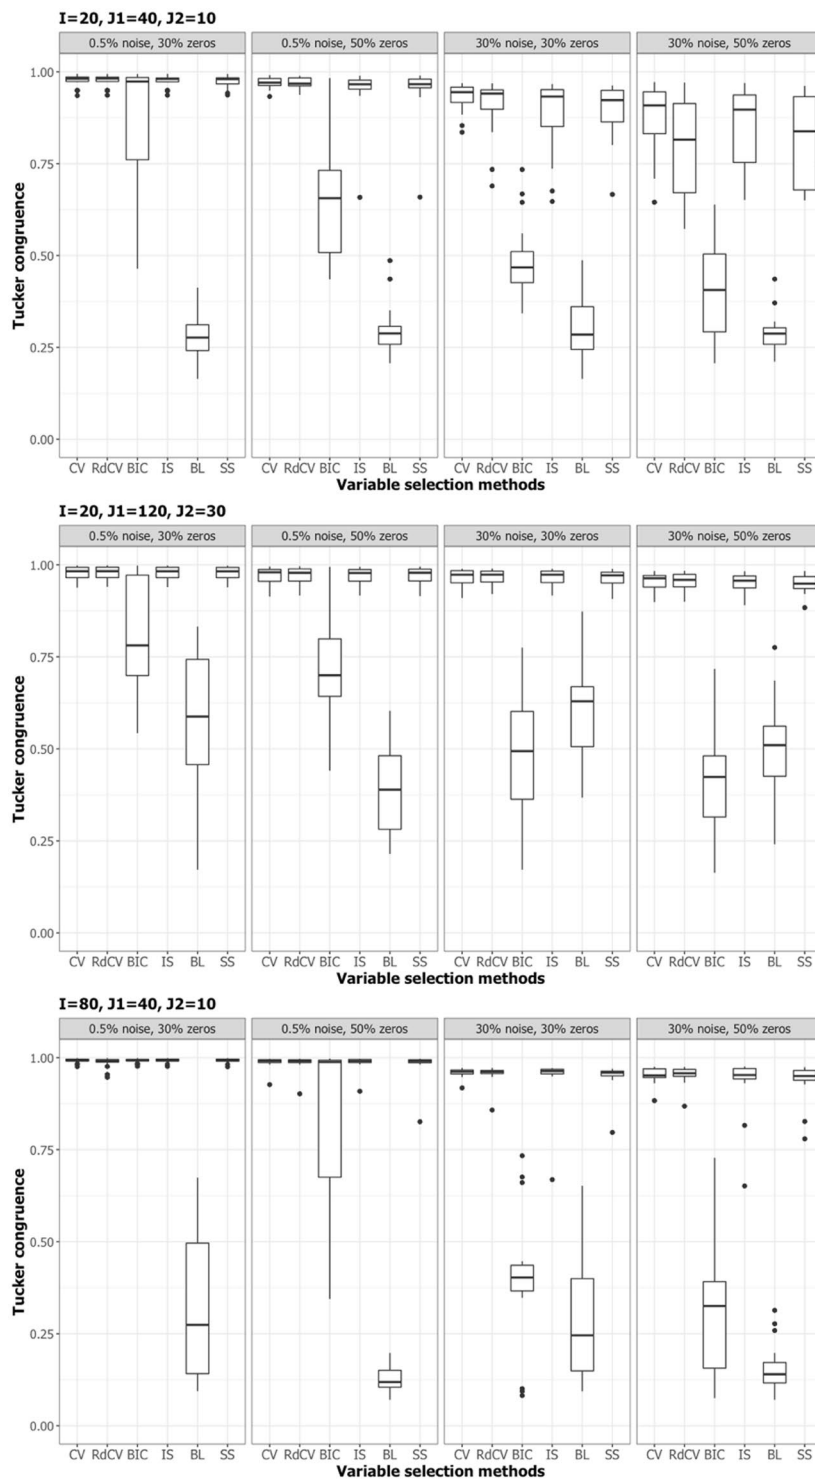 I=20, J1=40, J2=10
0.5% noise, 30% zeros 0.5% noise, 50% zeros 30% noise, 30% zeros 30% noise, 50% zeros
1.00
0.75
0.50
0.25
0.00
Tucker congruence
CV RdCV BIC IS BL SS CV RdCV BIC IS BL SS CV RdCV BIC IS BL SS CV RdCV BIC IS BL SS
Variable selection methods
I=20, J1=120, J2=30
0.5% noise, 30% zeros 0.5% noise, 50% zeros 30% noise, 30% zeros 30% noise, 50% zeros
1.00
0.75
0.50
0.25
0.00
Tucker congruence
CV RdCV BIC IS BL SS CV RdCV BIC IS BL SS CV RdCV BIC IS BL SS CV RdCV BIC IS BL SS
Variable selection methods
I=80, J1=40, J2=10
0.5% noise, 30% zeros 0.5% noise, 50% zeros 30% noise, 30% zeros 30% noise, 50% zeros
1.00
0.75
0.50
0.25
0.00
Tucker congruence
CV RdCV BIC IS BL SS CV RdCV BIC IS BL SS CV RdCV BIC IS BL SS CV RdCV BIC IS BL SS
Variable selection methods